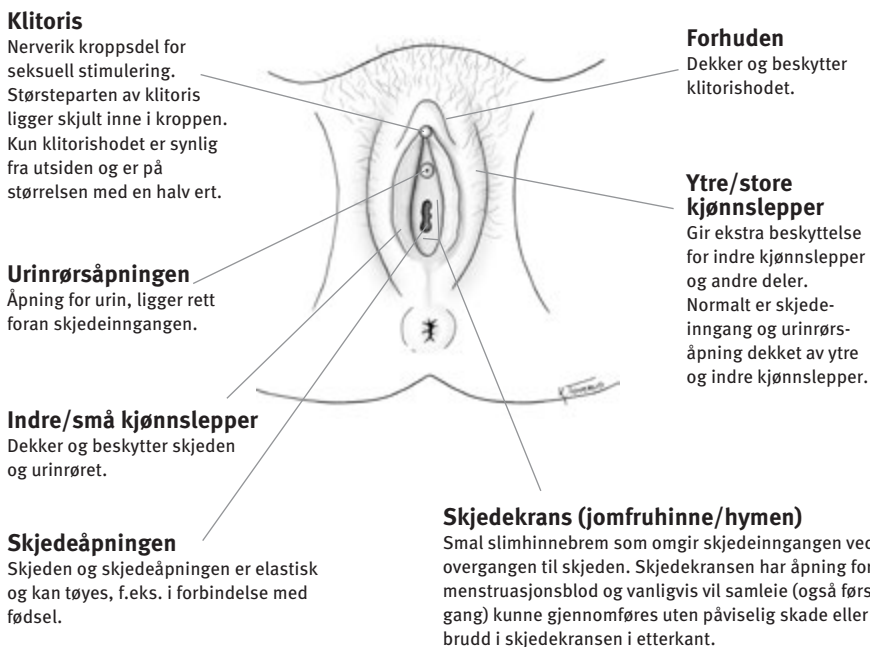 Klitoris
Nerverik kroppsdel for
seksuell stimulering.
Størsteparten av klitoris
ligger skjult inne i kroppen.
Kun klitorishodet er synlig
fra utsiden og er på
størrelsen med en halv ert.
Forhuden
Dekker og beskytter
klitorishodet.
Ytre/store
kjønnslepper
Gir ekstra beskyttelse
for indre kjønnslepper
og andre deler.
Normalt er skjede-
inngang og urinrørs-
åpning dekket av ytre
og indre kjønnslepper.
Urinrørsåpningen
Åpning for urin, ligger rett
foran skjedeinngangen.
Indre/små kjønnslepper
Dekker og beskytter skjeden
og urinrøret.
Skjedeåpningen
Skjeden og skjedeåpningen er elastisk
og kan tøyes, f.eks. i forbindelse med
fødsel.
Skjedekrans (jomfruhinne/hymen)
Smal slimhinnebrem som omgir skjedeinngangen ved
overgangen til skjeden. Skjedekransen har åpning for
menstruasjonsblod og vanligvis vil samleie (også førs
gang) kunne gjennomføres uten påviselig skade eller
brudd i skjedekransen i etterkant.